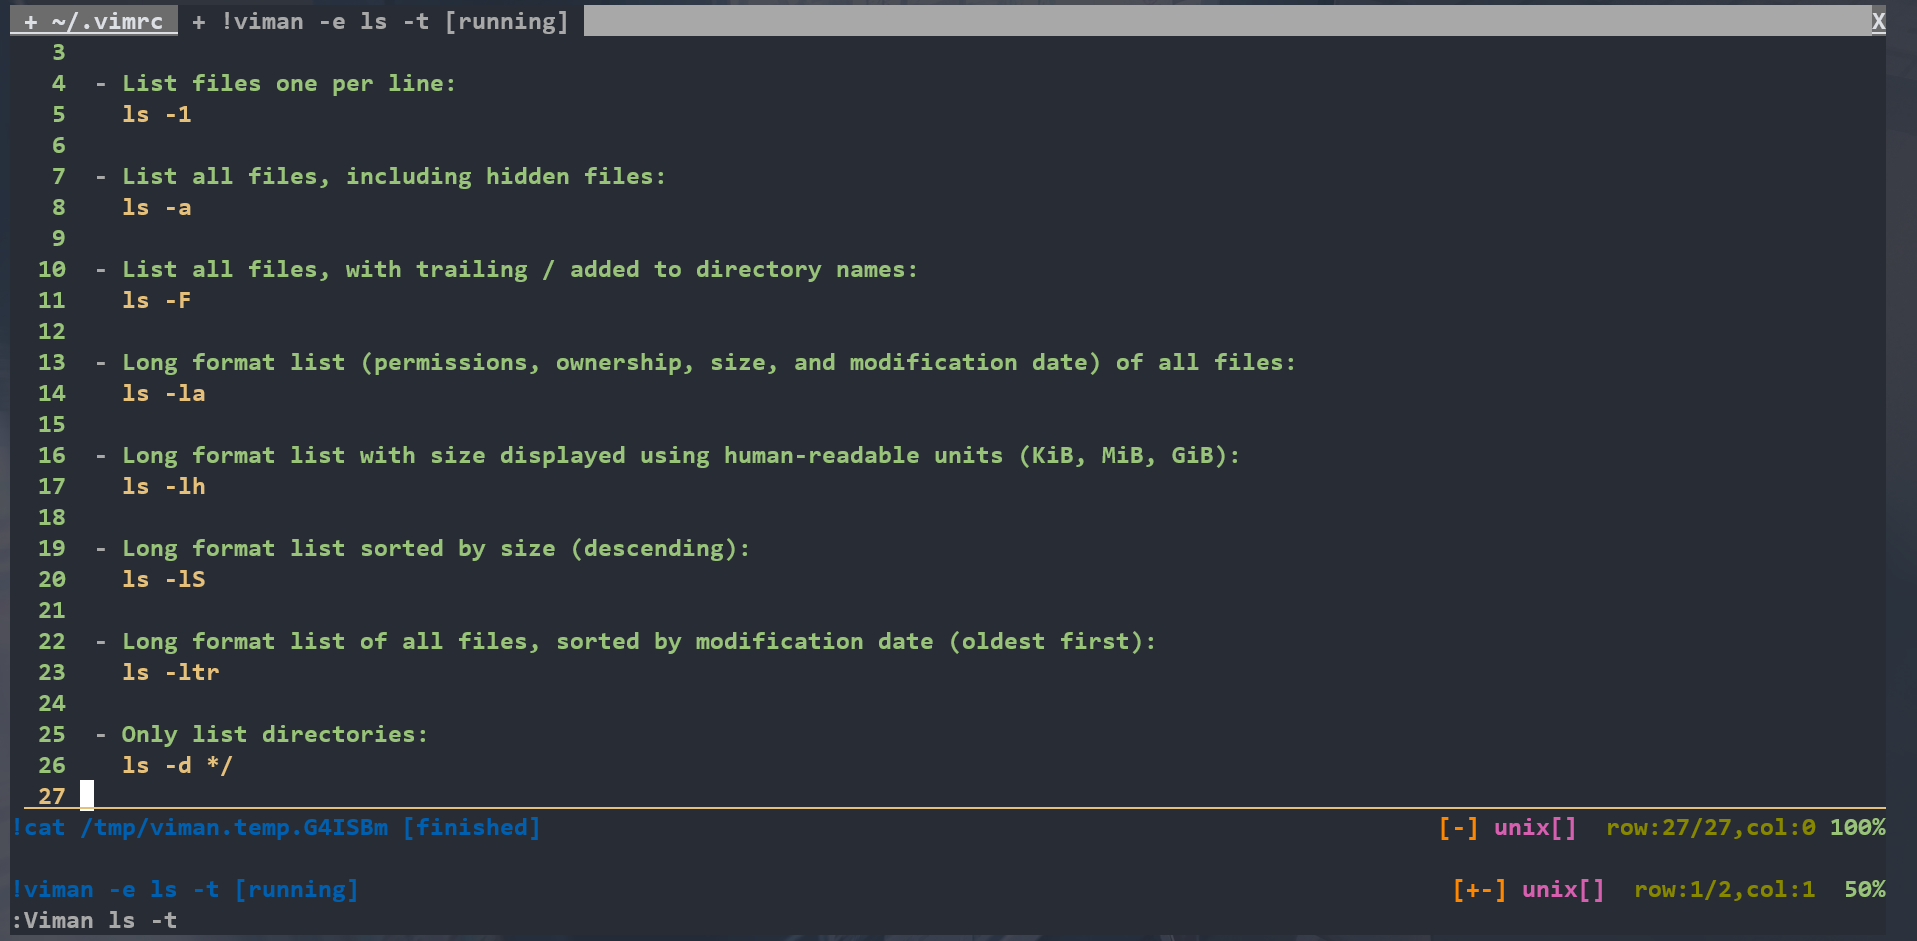 + ~/.vimrc  + !viman -e ls -t [running] X
3
4  - List files one per line:
5    ls -1
6
7  - List all files, including hidden files:
8    ls -a
9
10  - List all files, with trailing / added to directory names:
11    ls -F
12
13  - Long format list (permissions, ownership, size, and modification date) of all files:
14    ls -la
15
16  - Long format list with size displayed using human-readable units (KiB, MiB, GiB):
17    ls -lh
18
19  - Long format list sorted by size (descending):
20    ls -lS
21
22  - Long format list of all files, sorted by modification date (oldest first):
23    ls -ltr
24
25  - Only list directories:
26    ls -d */
27
!cat /tmp/viman.temp.G4ISBm [finished] [-] unix[]  row:27/27,col:0 100%
!viman -e ls -t [running] [+-] unix[]  row:1/2,col:1  50%
:Viman ls -t